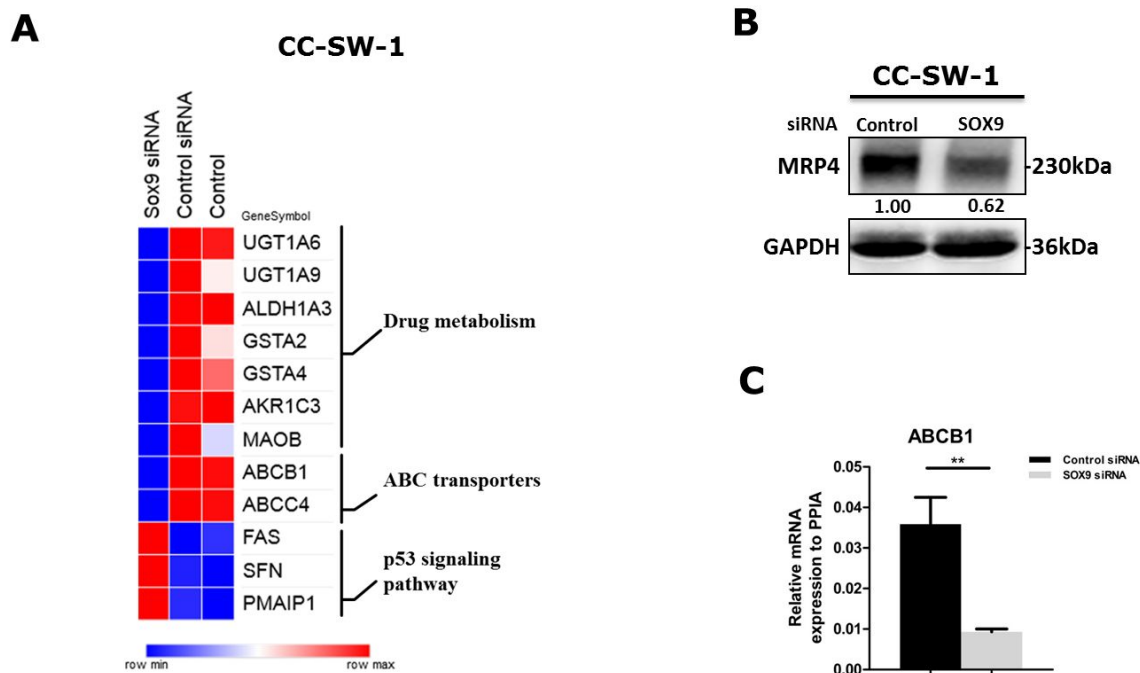 A
CC-SW-1
Sox9 siRNA
Control siRNA
Control
GeneSymbol
UGT1A6
UGT1A9
ALDH1A3
GSTA2
GSTA4
AKR1C3
MAOB
ABCB1
ABCC4
FAS
SFN
PMAIP1
Drug metabolism
ABC transporters
p53 signaling
pathway
row min
row max
B
CC-SW-1
siRNA Control SOX9
MRP4 -230kDa
1.00 0.62
GAPDH -36kDa
C
ABCB1
Control siRNA
SOX9 siRNA
**
Relative mRNA
expression to PPIA
0.05
0.04
0.03
0.02
0.01
0.00